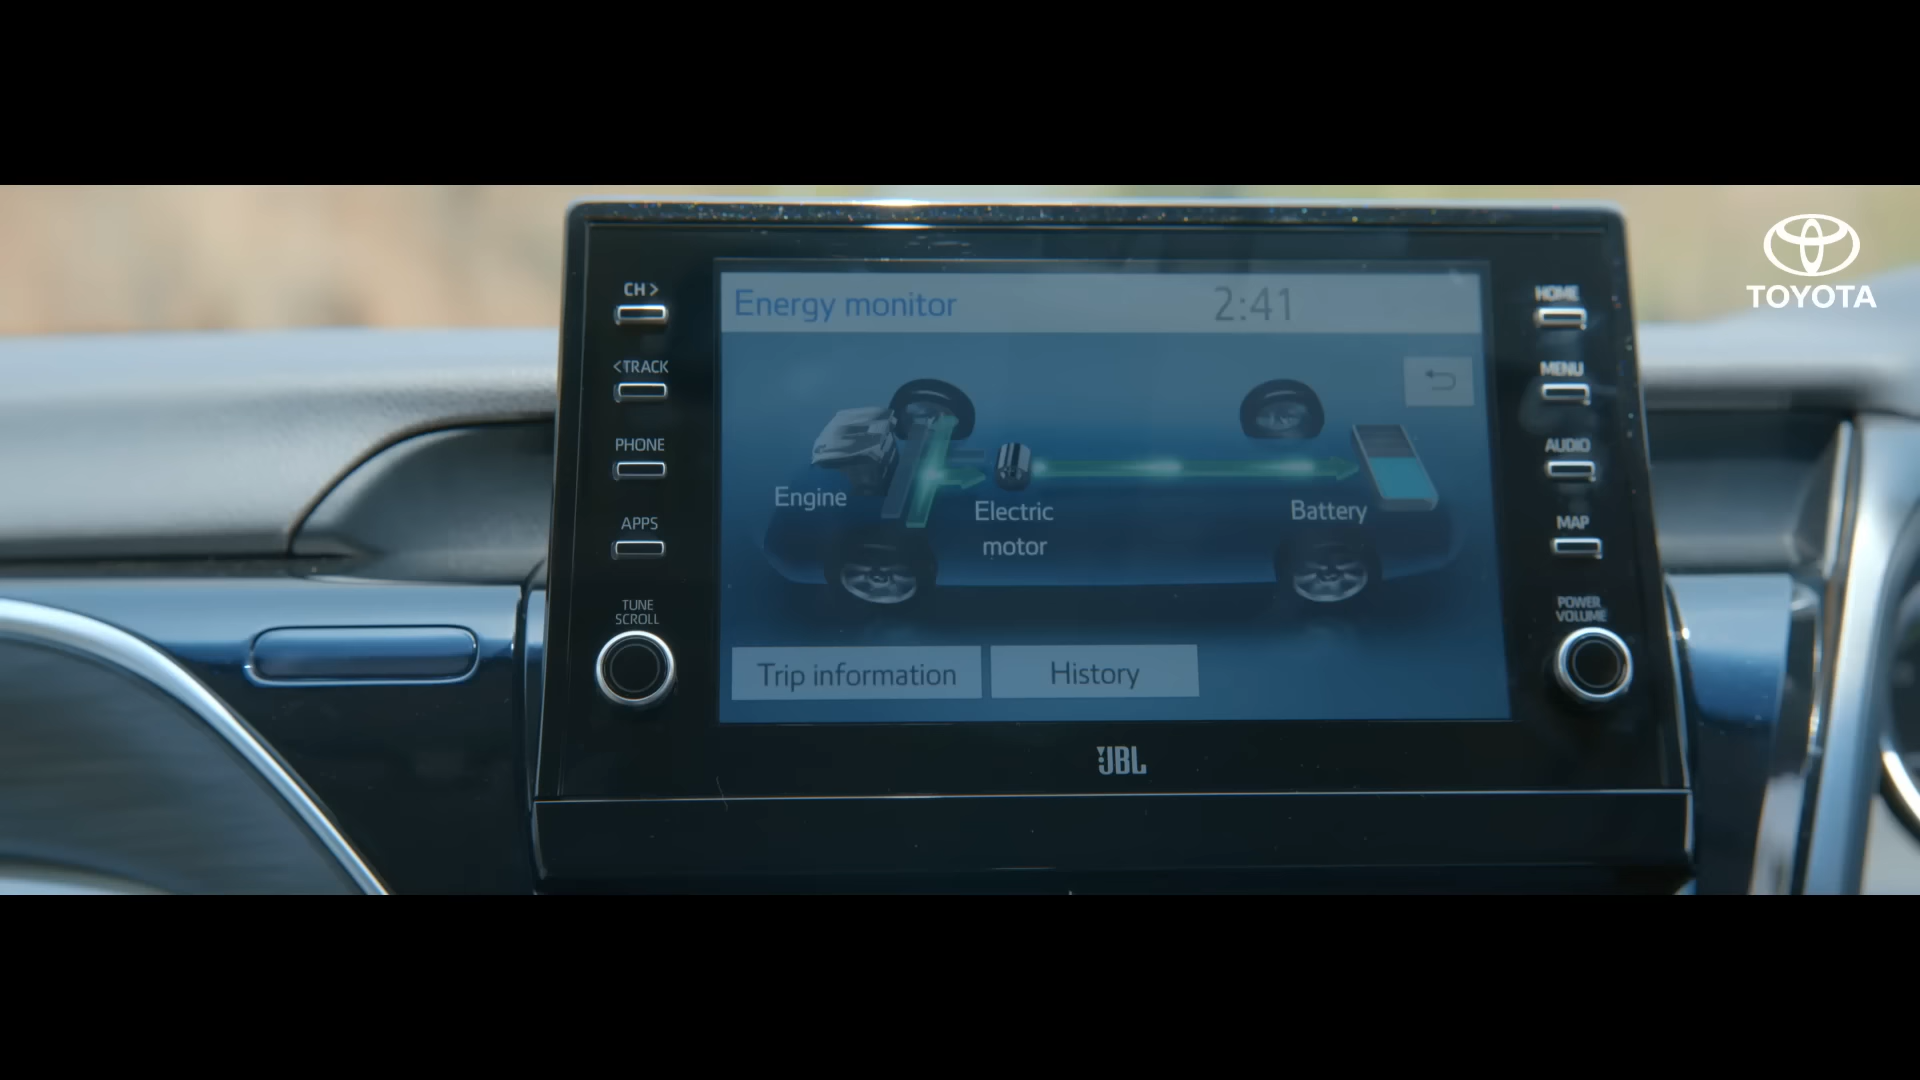 TOYOTA
CH >
<TRACK
PHONE
APPS
TUNE
SCROLL
Energy monitor
2:41
Engine
Electric
motor
Battery
Trip information
History
HOME
MENU
AUDIO
MAP
POWER
VOLUME
JBL